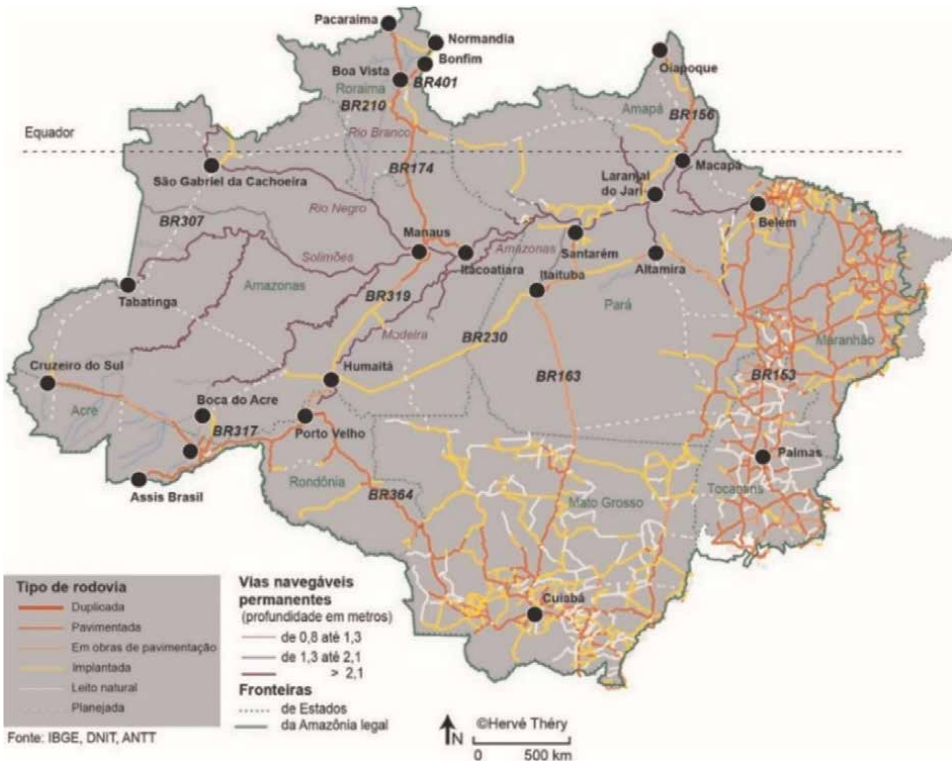 Pacaraima
Normandia
Bonfim
Boa Vista
BR401
Roraima
BR210
Oiapoque
Amapá
BR156
Equador
Rio Branco
São Gabriel da Cachoeira
BR174
Laranjal
do Jari
Macapá
BR307
Rio Negro
Belém
Manaus
Amazonas
Santarém
Solimões
Itacoatiara
Itaituba
Altamira
Tabatinga
Amazonas
BR319
Pará
Madeira
BR230
Maranhão
Cruzeiro do Sul
Humaitá
BR163
BR153
Acre
Boca do Acre
BR317
Porto Velho
Palmas
Assis Brasil
Rondônia
BR364
Mato Grosso
Tocantins
Cuiabá
Tipo de rodovia
Duplicada
Pavimentada
Em obras de pavimentação
Implantada
Leito natural
Planejada
Vias navegáveis
permanentes
(profundidade em metros)
de 0,8 até 1,3
de 1,3 até 2,1
> 2,1
Fronteiras
de Estados
da Amazônia legal
Fonte: IBGE, DNIT, ANTT
N
©Hervé Théry
0 500 km